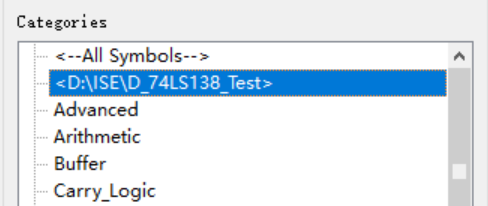 Categories
<--All Symbols-->
<D:\ISE\D_74LS138_Test>
Advanced
Arithmetic
Buffer
Carry_Logic